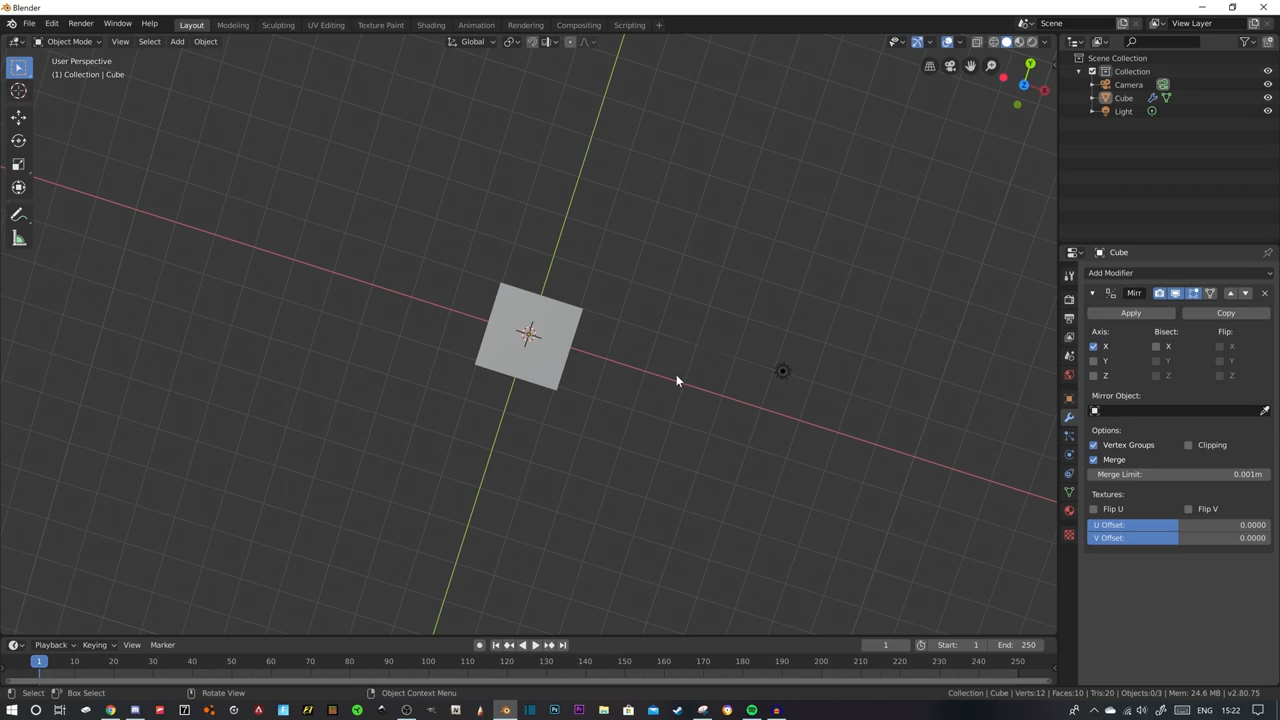 Blender
File Edit Render Window Help Layout Modeling Sculpting UV Editing Texture Paint Shading Animation Rendering Compositing Scripting + Scene View Layer
Object Mode View Select Add Object Global
User Perspective
(1) Collection | Cube
Y
X
Z
Scene Collection
Collection
Camera
Cube
Light
Cube
Add Modifier
Mirr
Apply Copy
Axis: Bisect: Flip:
X X X
Y Y Y
Z Z Z
Mirror Object:
Options:
Vertex Groups Clipping
Merge
Merge Limit: 0.001m
Textures:
Flip U Flip V
U Offset: 0.0000
V Offset: 0.0000
Playback Keying View Marker 1 Start: 1 End: 250
1 10 20 30 40 50 60 70 80 90 100 110 120 130 140 150 160 170 180 190 200 210 220 230 240 250
Select Box Select Rotate View Object Context Menu Collection | Cube | Verts:12 | Faces:10 | Tris:20 | Objects:0/3 | Mem: 24.6 MB | v2.80.75
ENG 15:22